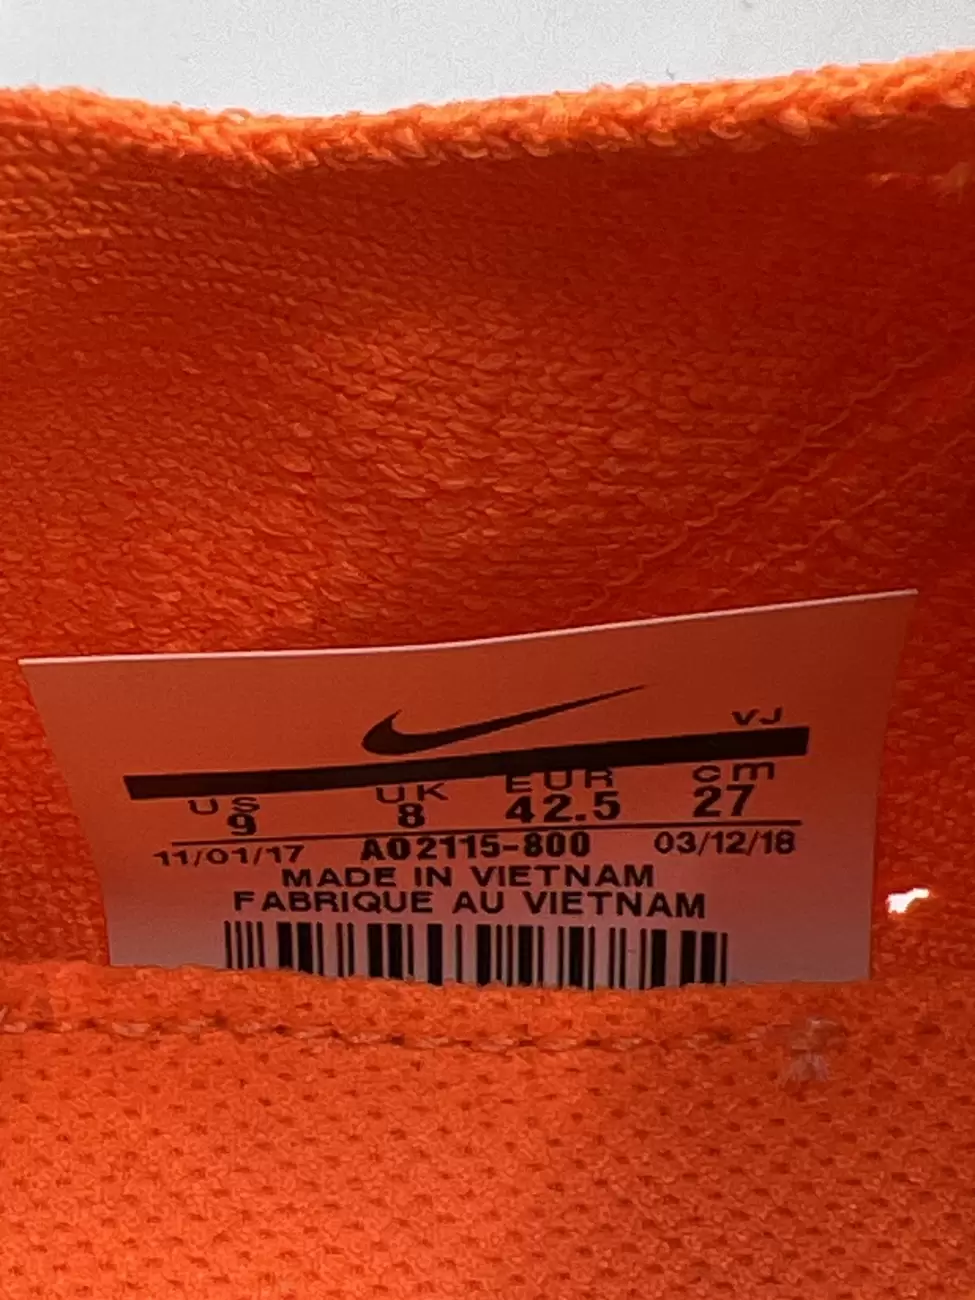 VJ
US UK EUR cm
9 8 42.5 27
11/01/17 AO2115-800 03/12/18
MADE IN VIETNAM
FABRIQUE AU VIETNAM